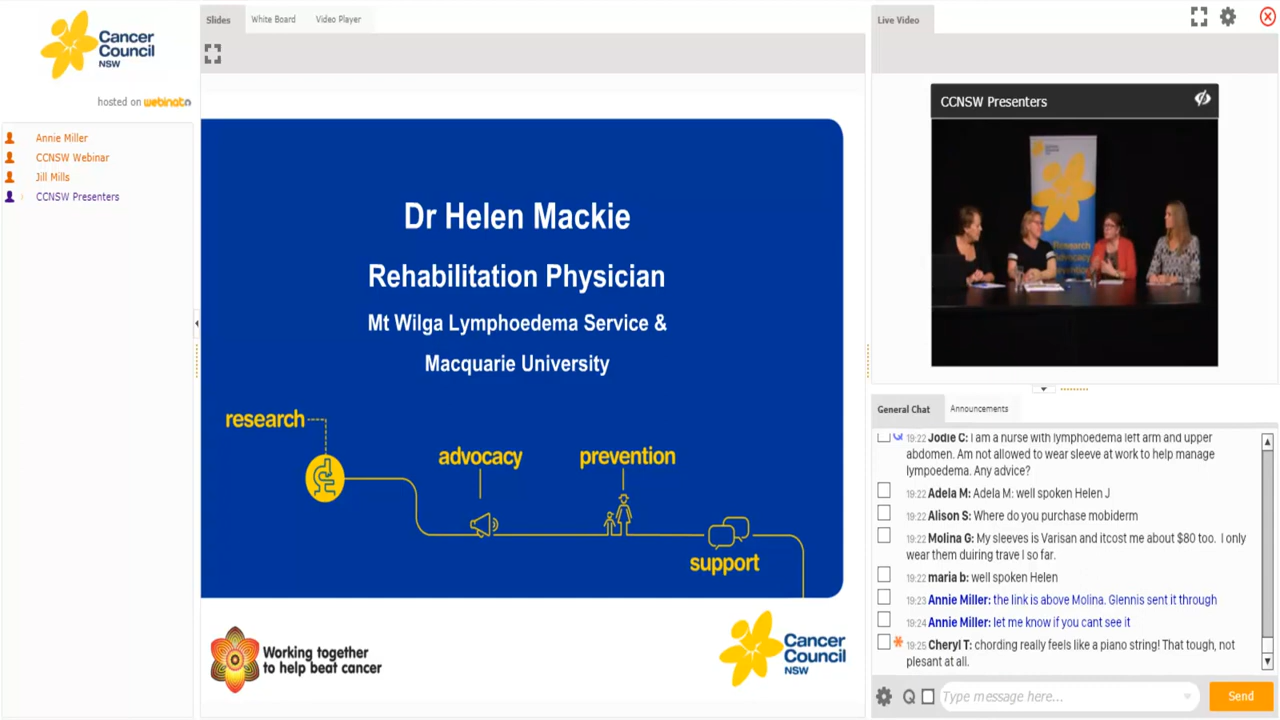 Cancer
Council
NSW
hosted on webinato
Annie Miller
CCNSW Webinar
Jill Mills
CCNSW Presenters
Slides
White Board
Video Player
Dr Helen Mackie
Rehabilitation Physician
Mt Wilga Lymphoedema Service &
Macquarie University
research
advocacy
prevention
support
Working together
to help beat cancer
Cancer
Council
NSW
Live Video
CCNSW Presenters
Research
General Chat
Announcements
19:22 Jodie C: I am a nurse with lymphoedema left arm and upper
abdomen. Am not allowed to wear sleeve at work to help manage
lympoedema. Any advice?
19:22 Adela M: Adela M: well spoken Helen J
19:22 Alison S: Where do you purchase mobiderm
19:22 Molina G: My sleeves is Varisan and itcost me about $80 too. I only
wear them duiring trave l so far.
19:22 maria b: well spoken Helen
19:23 Annie Miller: the link is above Molina. Glennis sent it through
19:24 Annie Miller: let me know if you cant see it
19:25 Cheryl T: chording really feels like a piano string! That tough, not
plesant at all.
Q
Type message here...
Send